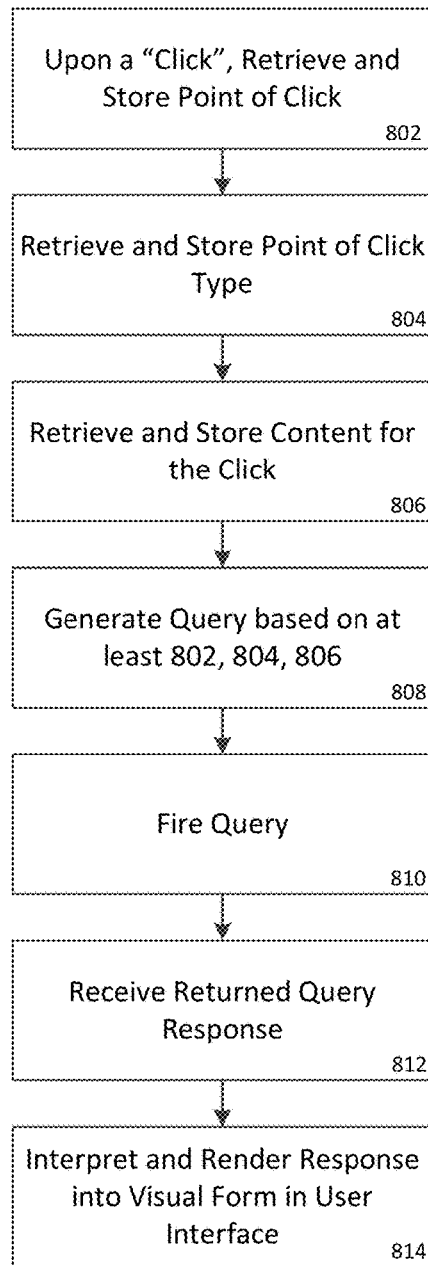 Upon a “Click”, Retrieve and
Store Point of Click
802
Retrieve and Store Point of Click
Type
804
Retrieve and Store Content for
the Click
806
Generate Query based on at
least 802, 804, 806
808
Fire Query
810
Receive Returned Query
Response
812
Interpret and Render Response
into Visual Form in User
Interface
814